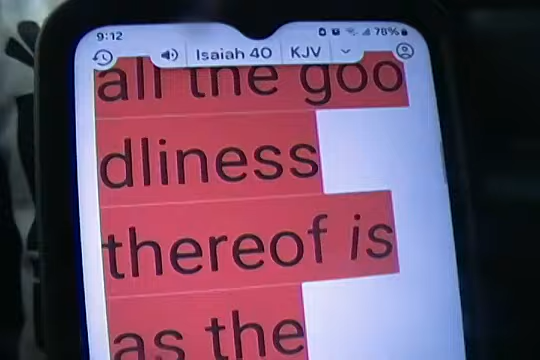 9:12 78%
Isaiah 40 KJV
all the goo
dliness
thereof is
as the